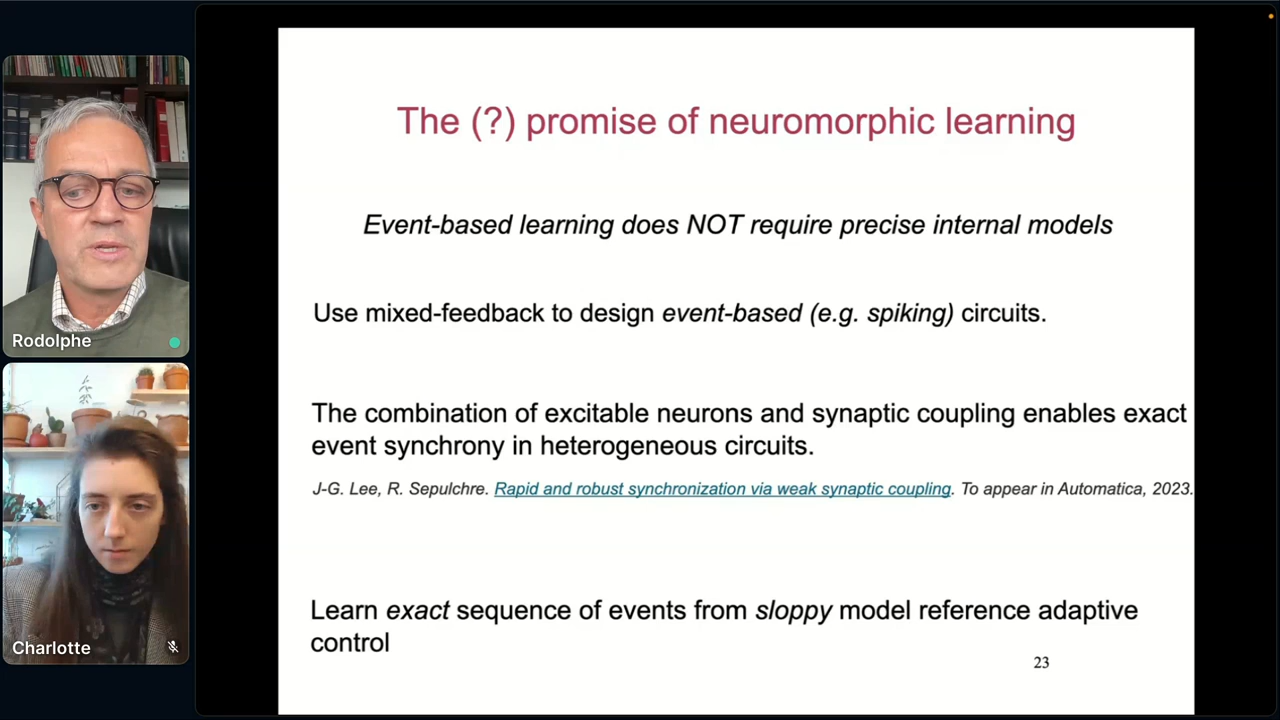 Rodolphe
Charlotte
The (?) promise of neuromorphic learning
Event-based learning does NOT require precise internal models
Use mixed-feedback to design event-based (e.g. spiking) circuits.
The combination of excitable neurons and synaptic coupling enables exact
event synchrony in heterogeneous circuits.
J-G. Lee, R. Sepulchre. Rapid and robust synchronization via weak synaptic coupling. To appear in Automatica, 2023.
Learn exact sequence of events from sloppy model reference adaptive
control
23